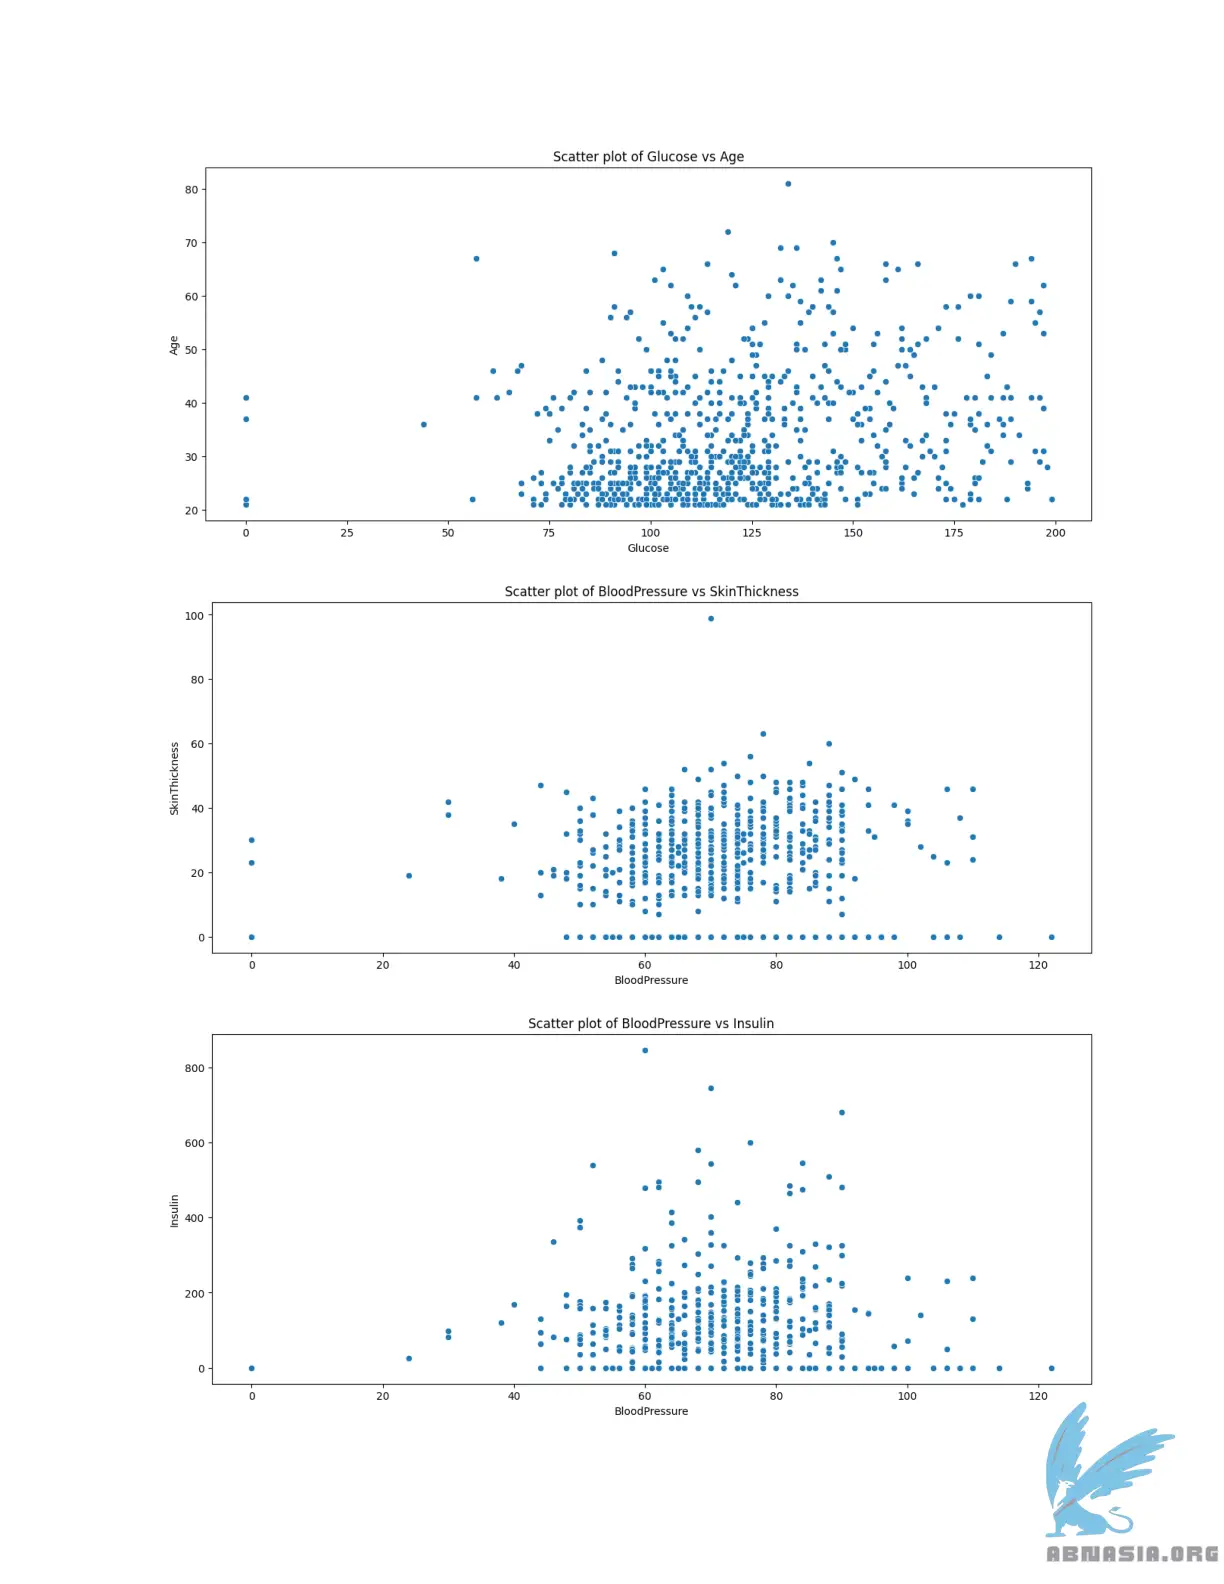 Scatter plot of Glucose vs Age
80
70
60
50
40
30
20
Age
0 25 50 75 100 125 150 175 200
Glucose
Scatter plot of BloodPressure vs SkinThickness
100
80
60
40
20
0
SkinThickness
0 20 40 60 80 100 120
BloodPressure
Scatter plot of BloodPressure vs Insulin
800
600
400
200
0
Insulin
0 20 40 60 80 100 120
BloodPressure
ABNASIA.ORG